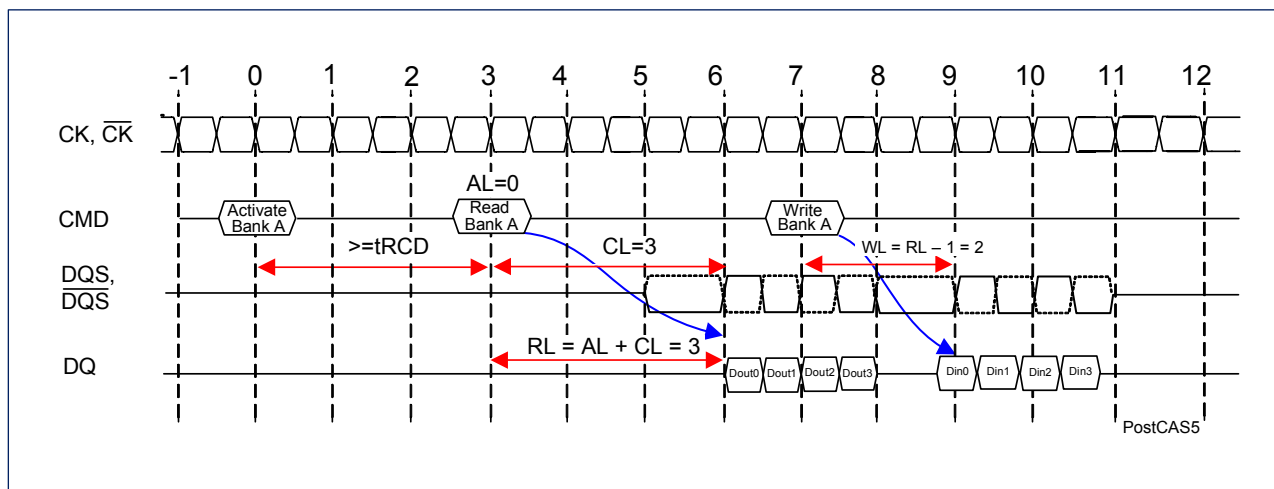 -1 0 1 2 3 4 5 6 7 8 9 10 11 12
CK, C̅K̅
AL=0
CMD
Activate
Bank A
Read
Bank A
Write
Bank A
>=tRCD
CL=3
WL = RL – 1 = 2
DQS,
D̅Q̅S̅
RL = AL + CL = 3
DQ
Dout0 Dout1 Dout2 Dout3 Din0 Din1 Din2 Din3
PostCAS5